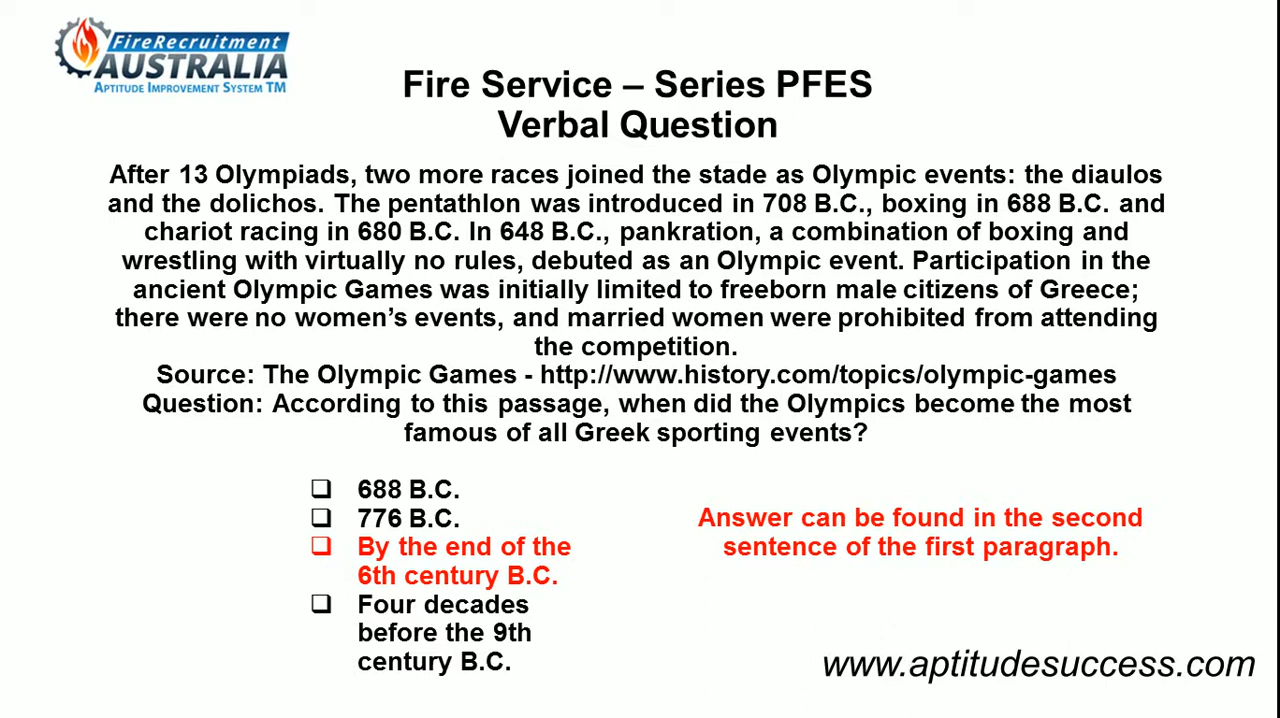 FireRecruitment
AUSTRALIA
APTITUDE IMPROVEMENT SYSTEM TM
Fire Service – Series PFES
Verbal Question
After 13 Olympiads, two more races joined the stade as Olympic events: the diaulos
and the dolichos. The pentathlon was introduced in 708 B.C., boxing in 688 B.C. and
chariot racing in 680 B.C. In 648 B.C., pankration, a combination of boxing and
wrestling with virtually no rules, debuted as an Olympic event. Participation in the
ancient Olympic Games was initially limited to freeborn male citizens of Greece;
there were no women’s events, and married women were prohibited from attending
the competition.
Source: The Olympic Games - http://www.history.com/topics/olympic-games
Question: According to this passage, when did the Olympics become the most
famous of all Greek sporting events?
❑ 688 B.C.
❑ 776 B.C.
❑ By the end of the
6th century B.C.
❑ Four decades
before the 9th
century B.C.
Answer can be found in the second
sentence of the first paragraph.
www.aptitudesuccess.com